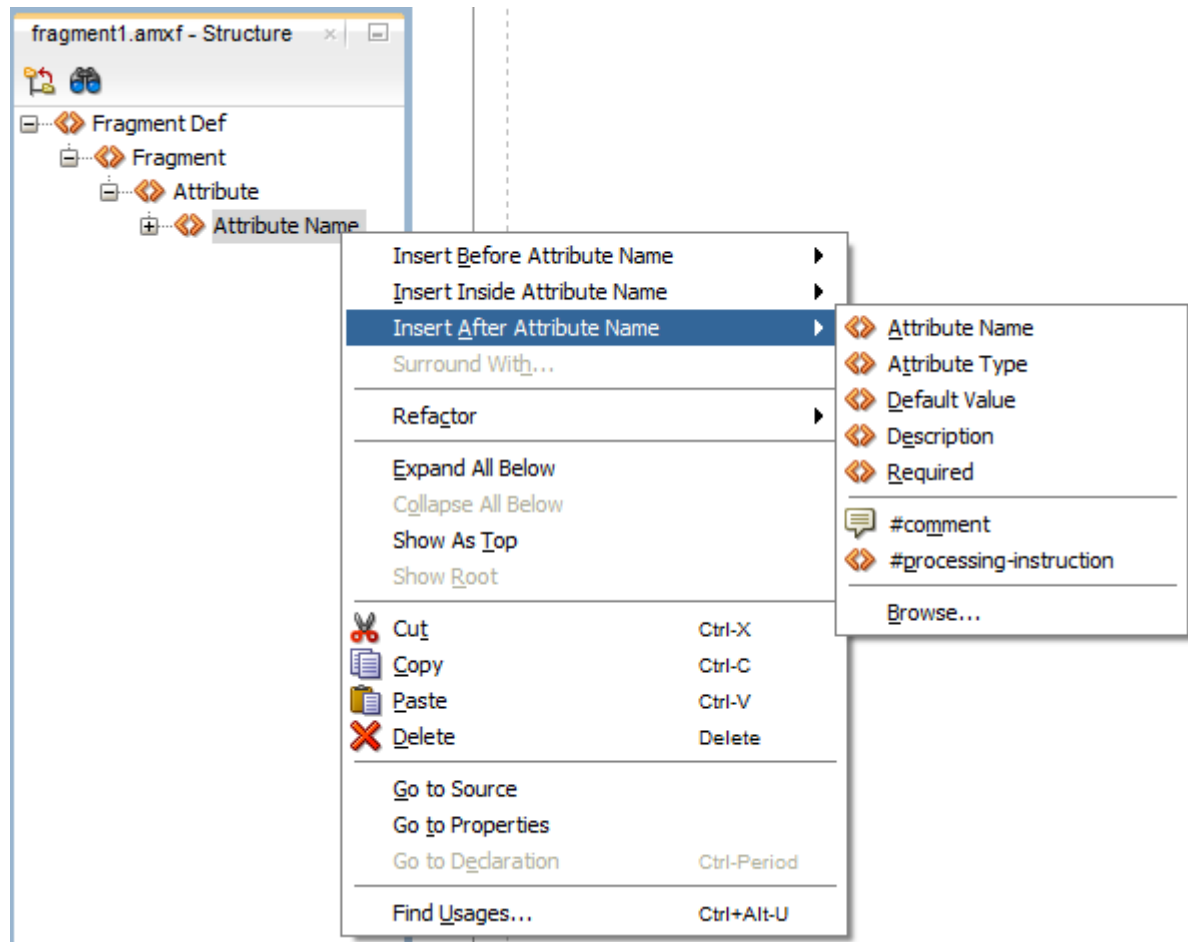 fragment1.amxf - Structure
Fragment Def
Fragment
Attribute
Attribute Name
Insert Before Attribute Name
Insert Inside Attribute Name
Insert After Attribute Name
Surround With...
Refactor
Expand All Below
Collapse All Below
Show As Top
Show Root
Cut Ctrl-X
Copy Ctrl-C
Paste Ctrl-V
Delete Delete
Go to Source
Go to Properties
Go to Declaration Ctrl-Period
Find Usages... Ctrl+Alt-U
Attribute Name
Attribute Type
Default Value
Description
Required
#comment
#processing-instruction
Browse...